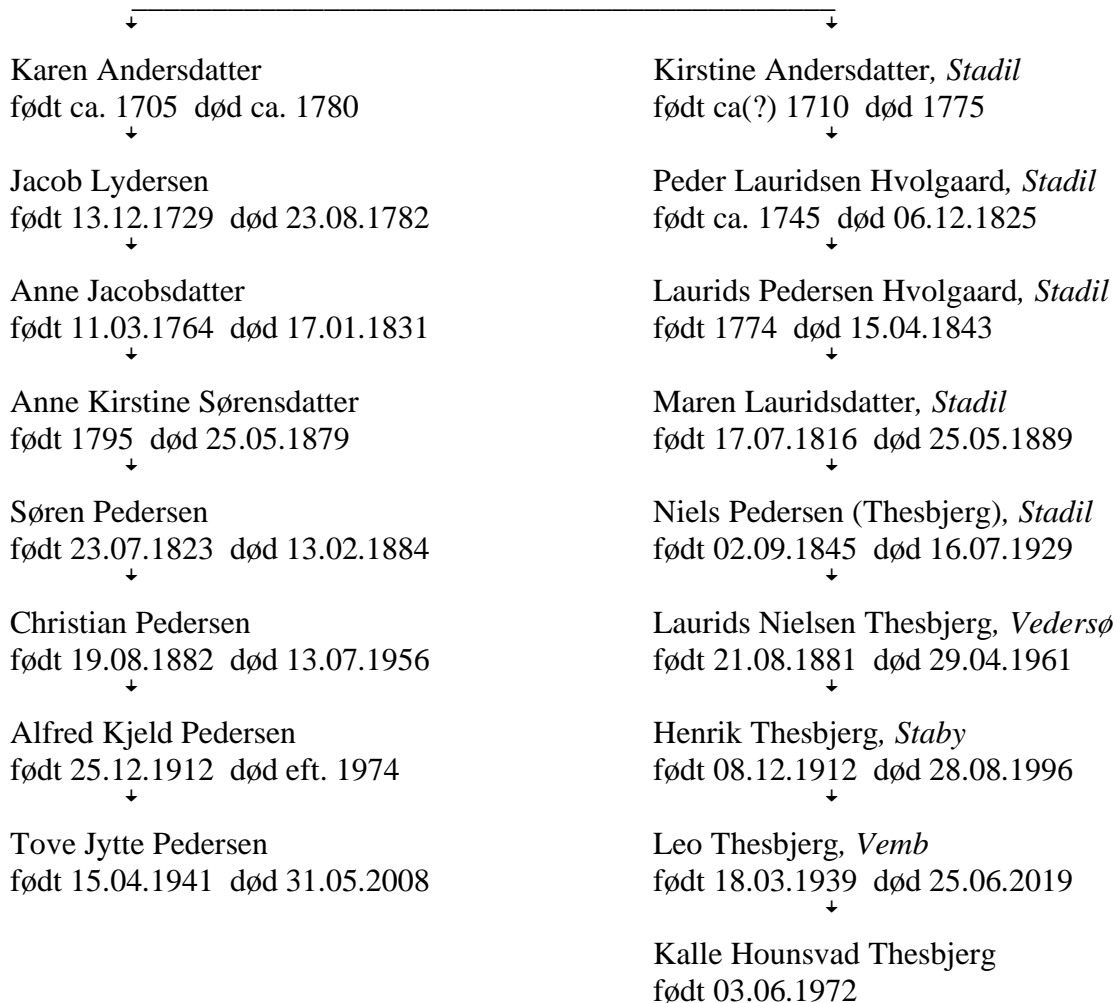 Karen Andersdatter
født ca. 1705  død ca. 1780
Jacob Lydersen
født 13.12.1729  død 23.08.1782
Anne Jacobsdatter
født 11.03.1764  død 17.01.1831
Anne Kirstine Sørensdatter
født 1795  død 25.05.1879
Søren Pedersen
født 23.07.1823  død 13.02.1884
Christian Pedersen
født 19.08.1882  død 13.07.1956
Alfred Kjeld Pedersen
født 25.12.1912  død eft. 1974
Tove Jytte Pedersen
født 15.04.1941  død 31.05.2008
Kirstine Andersdatter, Stadil
født ca(?) 1710  død 1775
Peder Lauridsen Hvolgaard, Stadil
født ca. 1745  død 06.12.1825
Laurids Pedersen Hvolgaard, Stadil
født 1774  død 15.04.1843
Maren Lauridsdatter, Stadil
født 17.07.1816  død 25.05.1889
Niels Pedersen (Thesbjerg), Stadil
født 02.09.1845  død 16.07.1929
Laurids Nielsen Thesbjerg, Vedersø
født 21.08.1881  død 29.04.1961
Henrik Thesbjerg, Staby
født 08.12.1912  død 28.08.1996
Leo Thesbjerg, Vemb
født 18.03.1939  død 25.06.2019
Kalle Hounsvad Thesbjerg
født 03.06.1972